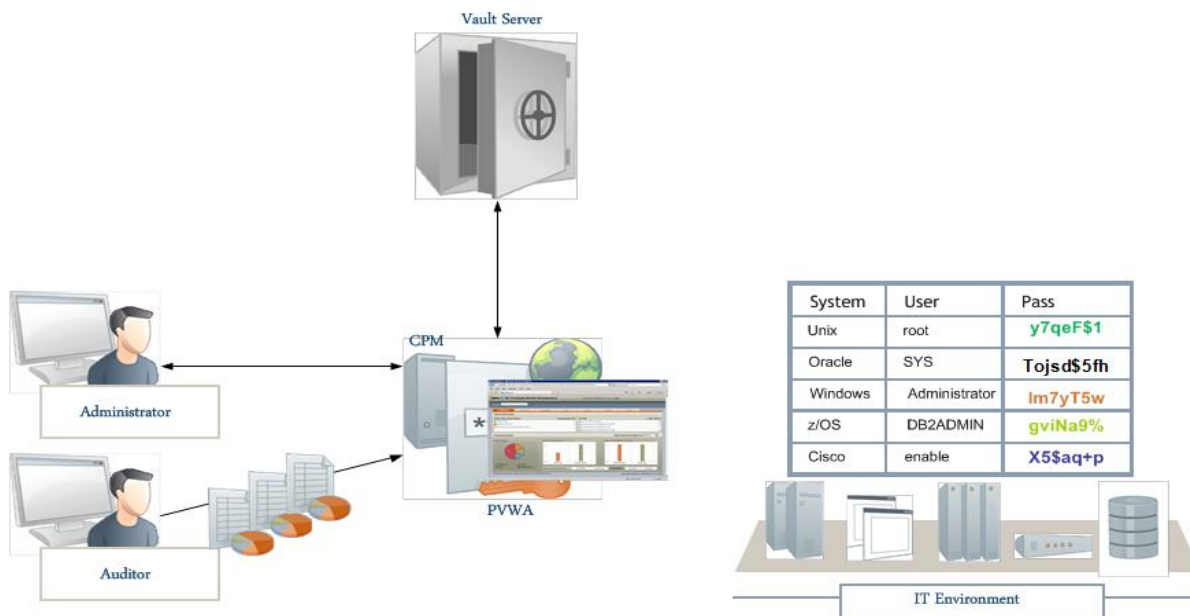 Vault Server
CPM
*
PVWA
Administrator
Auditor
System User Pass
Unix root y7qeF$1
Oracle SYS Tojsd$5fh
Windows Administrator Im7yT5w
z/OS DB2ADMIN gviNa9%
Cisco enable X5$aq+p
IT Environment